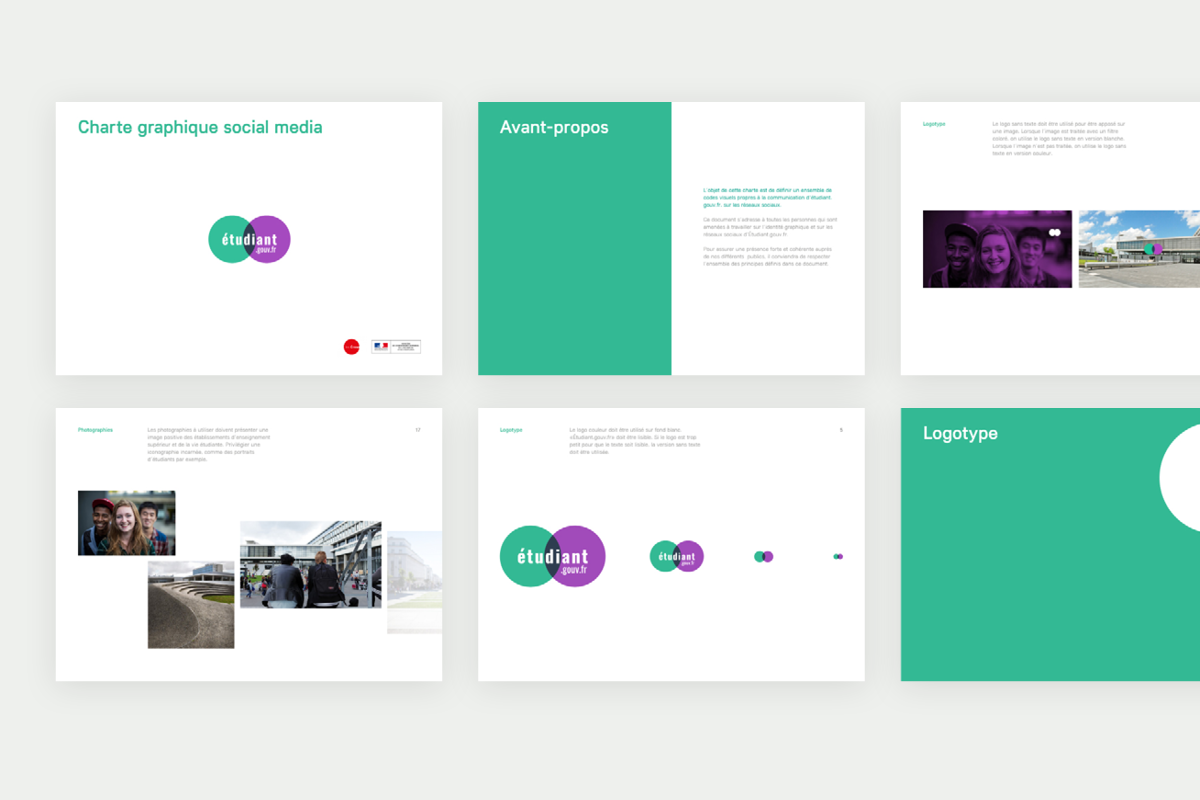 Charte graphique social media
étudiant
.gouv.fr
Avant-propos
L'objet de cette charte est de définir un ensemble de
codes visuels propres à la communication d'étudiant.
gouv.fr. sur les réseaux sociaux.
Ce document s'adresse à toutes les personnes qui sont
amenées à travailler sur l'identité graphique et sur les
réseaux sociaux d'Étudiant.gouv.fr
Pour assurer une présence forte et cohérente auprès
de nos différents publics, il conviendra de respecter
l'ensemble des principes définis dans ce document
Logotype
Le logo sans texte doit être utilisé pour être apposé sur
une image. Lorsque l'image est traitée avec un filtre
coloré, on utilise le logo sans texte en version blanche.
Lorsque l'image n'est pas traitée, on utilise le logo sans
texte en version couleur.
Photographies
Les photographies à utiliser doivent présenter une
image positive des établissements d'enseignement
supérieur et de la vie étudiante. Privilégier une
iconographie incarnée, comme des portraits
d'étudiants par exemple.
17
Logotype
Le logo couleur doit être utilisé sur fond blanc.
«Étudiant.gouv.fr» doit être lisible. Si le logo est trop
petit pour que le texte soit lisible, la version sans texte
doit être utilisée.
5
étudiant
.gouv.fr
étudiant
.gouv.fr
Logotype